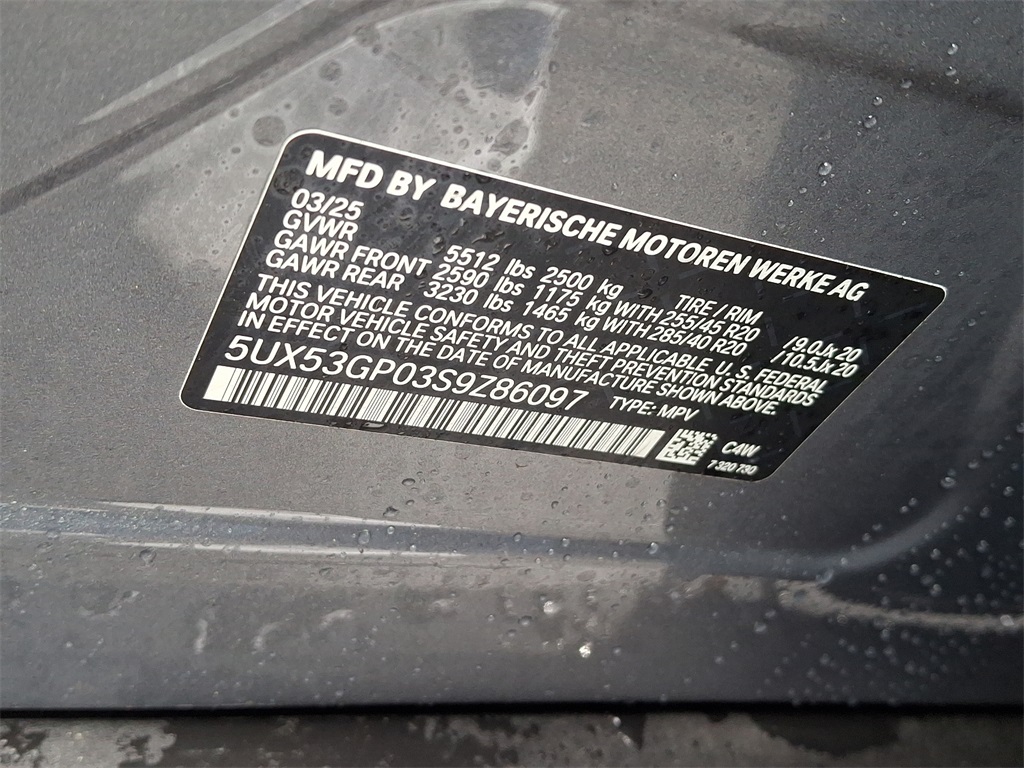 MFD BY BAYERISCHE MOTOREN WERKE AG
03/25
GVWR 5512 lbs 2500 kg TIRE / RIM
GAWR FRONT 2590 lbs 1175 kg WITH 255/45 R20 /9.0Jx20
GAWR REAR 3230 lbs 1465 kg WITH 285/40 R20 /10.5Jx20
THIS VEHICLE CONFORMS TO ALL APPLICABLE U. S. FEDERAL
MOTOR VEHICLE SAFETY AND THEFT PREVENTION STANDARDS
IN EFFECT ON THE DATE OF MANUFACTURE SHOWN ABOVE.
5UX53GP03S9Z86097 TYPE: MPV
C4W
7 320 730